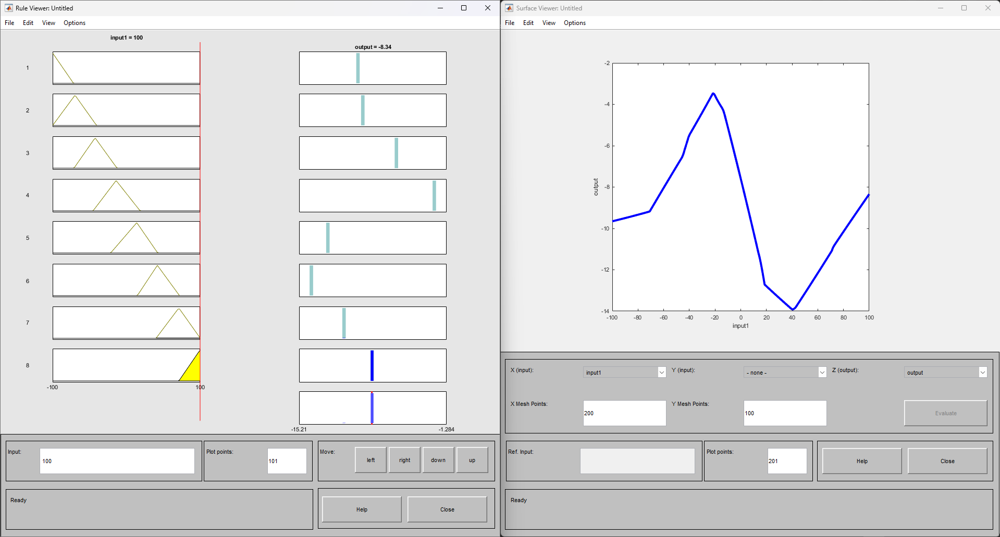 Rule Viewer: Untitled
File Edit View Options
input1 = 100
output = -8.34
1
2
3
4
5
6
7
8
-100 100
-15.21 -1.284
Input: 100 Plot points: 101 Move: left right down up
Ready
Help Close
Surface Viewer: Untitled
File Edit View Options
-2
-4
-6
-8
-10
-12
-14
output
-100 -80 -60 -40 -20 0 20 40 60 80 100
input1
X (input): input1 Y (input): - none - Z (output): output
X Mesh Points: 200 Y Mesh Points: 100 Evaluate
Ref. Input: Plot points: 201 Help Close
Ready